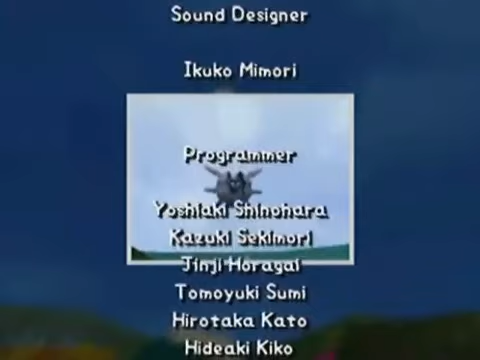 Sound Designer
Ikuko Mimori
Programmer
Yoshiaki Shinohara
Kazuki Sekimori
Jinji Horagai
Tomoyuki Sumi
Hirotaka Kato
Hideaki Kiko